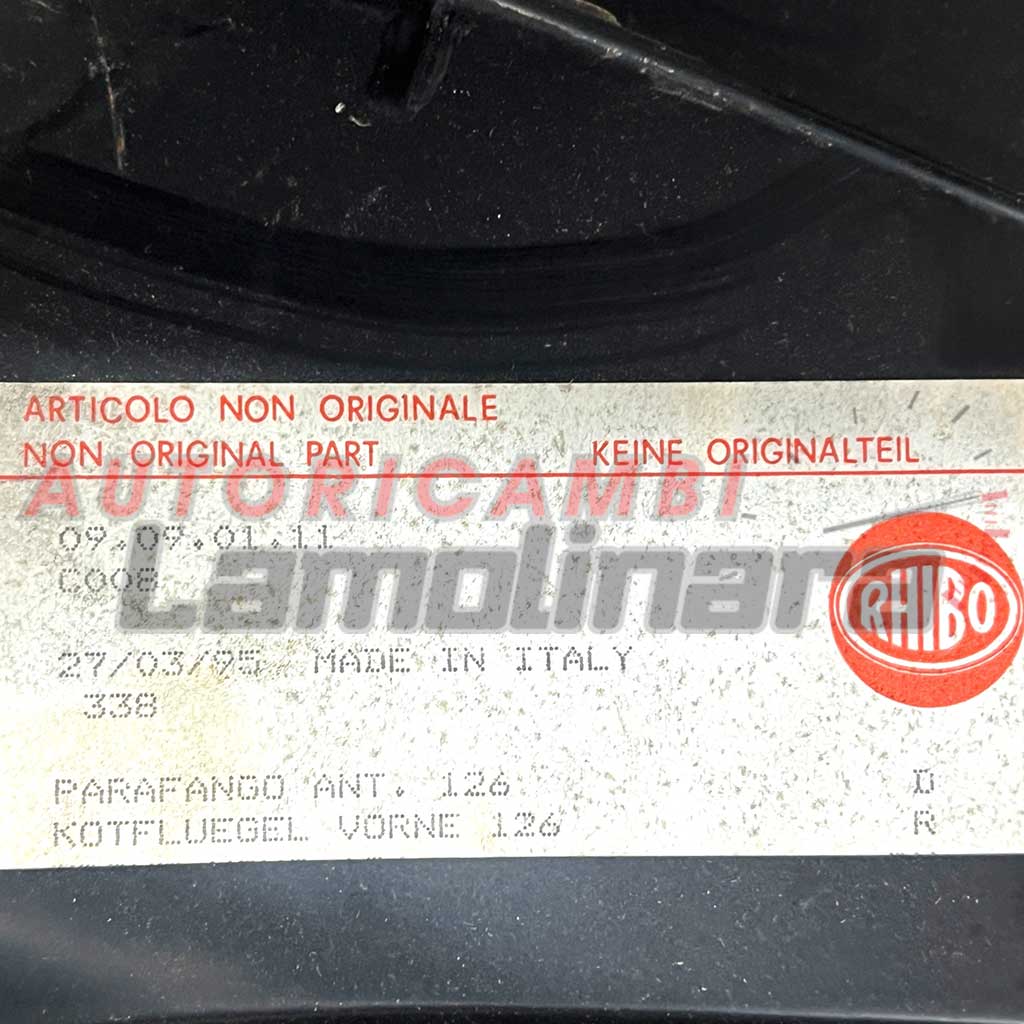 ARTICOLO NON ORIGINALE
NON ORIGINAL PART KEINE ORIGINALTEIL
AUTORICAMBI
09.09.01.11
C008
Lamolinara
RHIBO
27/03/95 MADE IN ITALY
338
PARAFANGO ANT. 126 D
KOTFLUEGEL VORNE 126 R